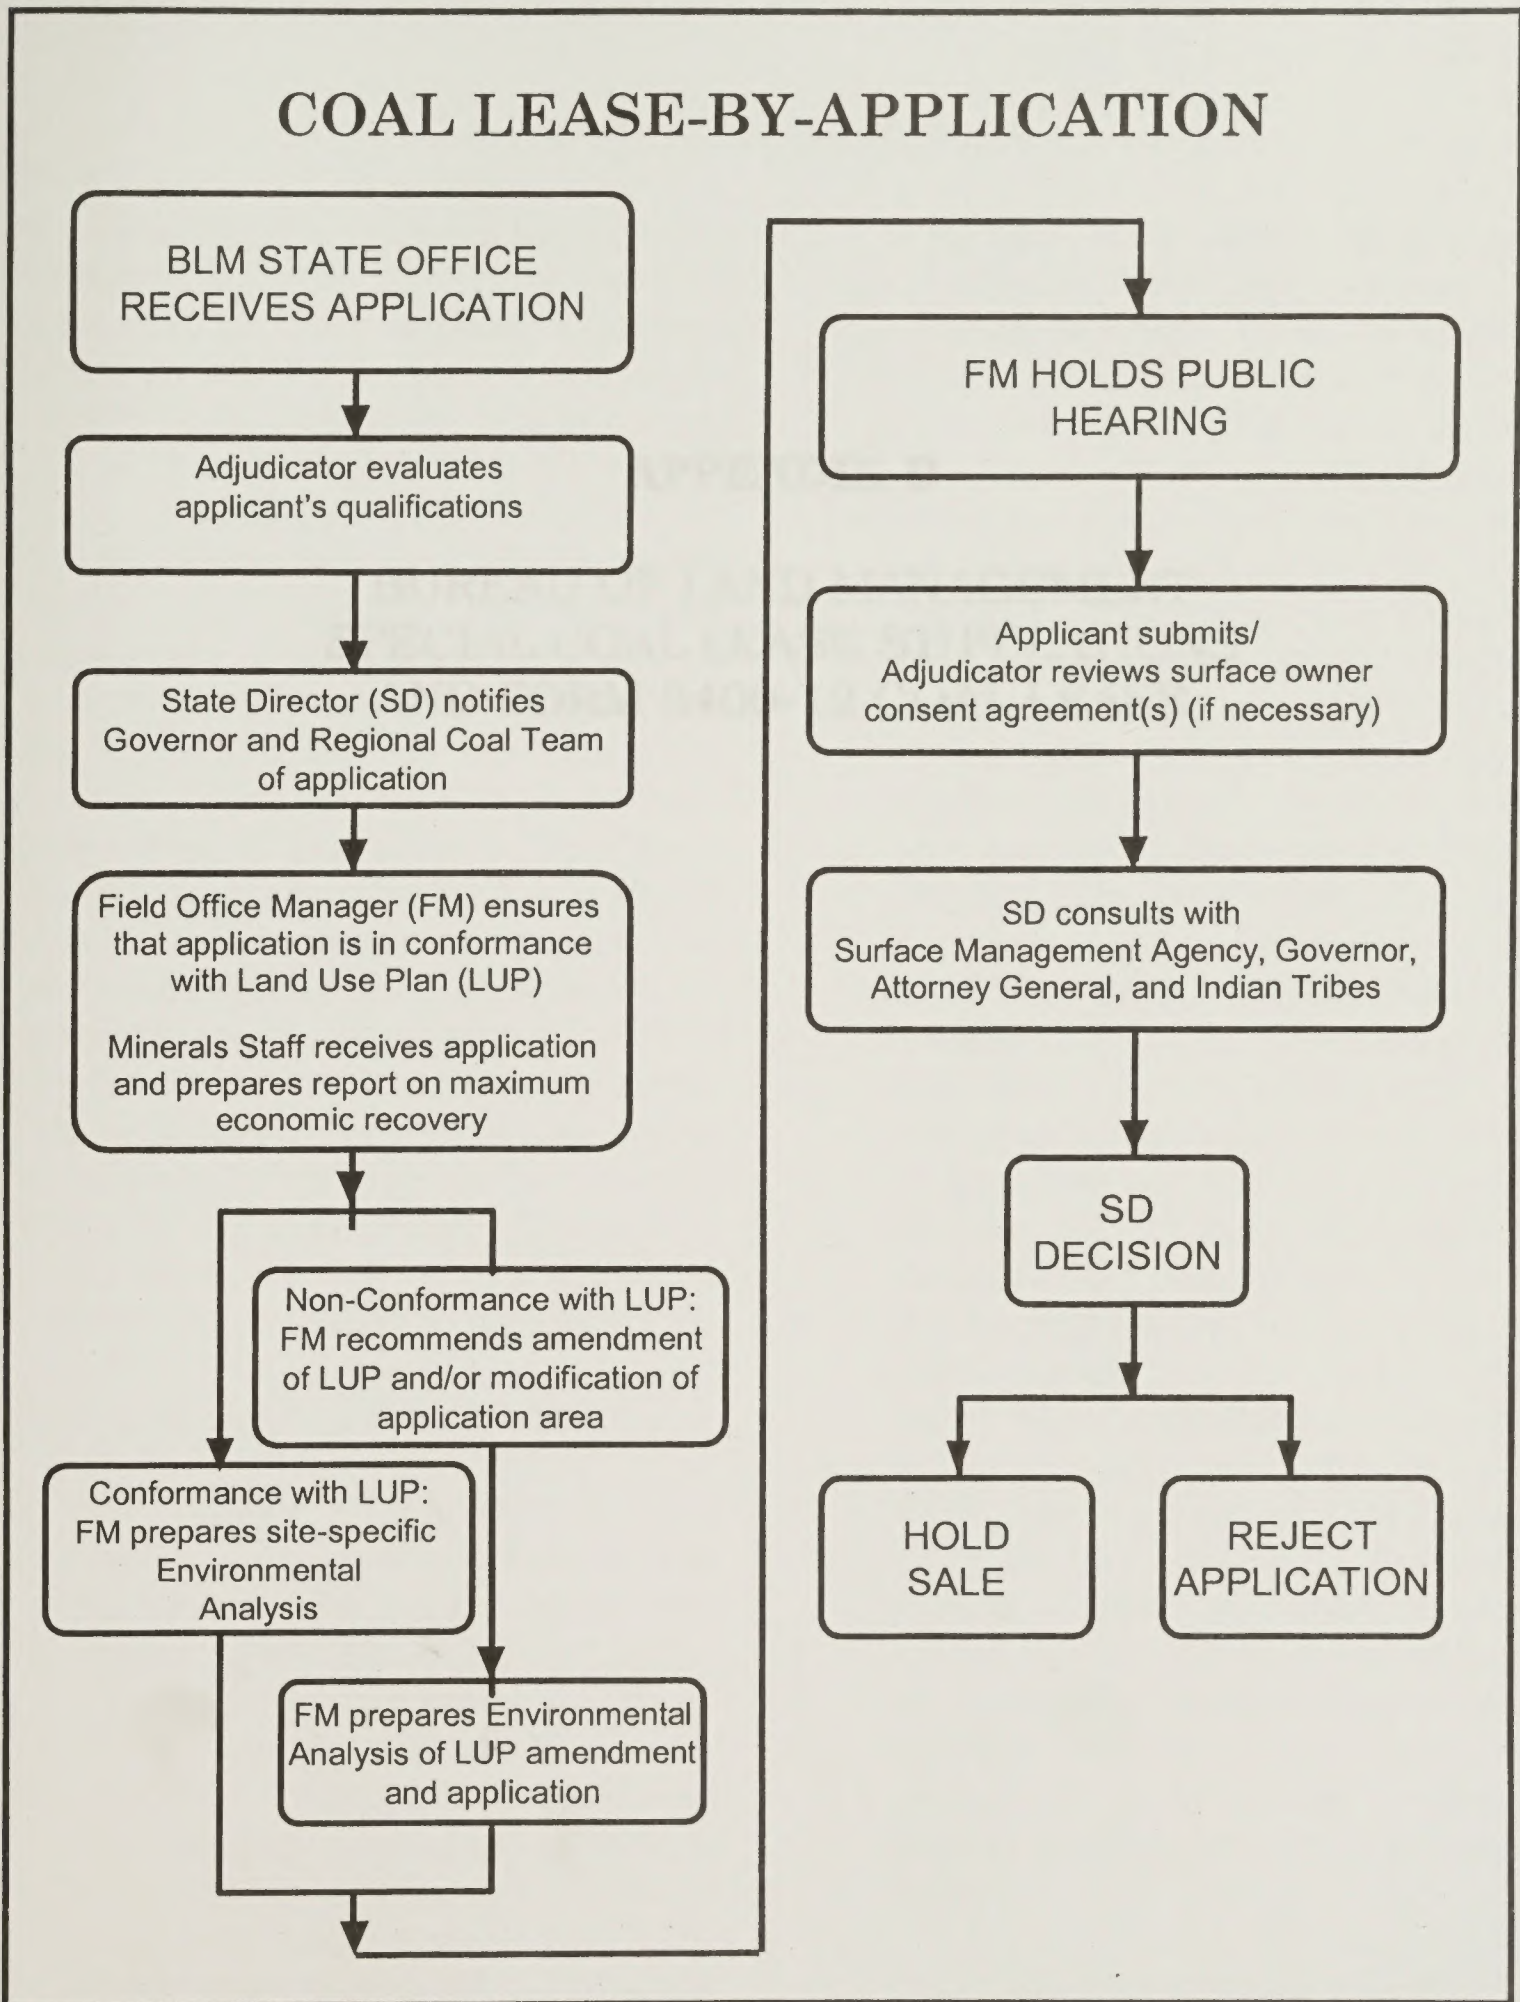 COAL LEASE-BY-APPLICATION
BLM STATE OFFICE
RECEIVES APPLICATION
Adjudicator evaluates
applicant's qualifications
State Director (SD) notifies
Governor and Regional Coal Team
of application
Field Office Manager (FM) ensures
that application is in conformance
with Land Use Plan (LUP)
Minerals Staff receives application
and prepares report on maximum
economic recovery
Non-Conformance with LUP:
FM recommends amendment
of LUP and/or modification of
application area
Conformance with LUP:
FM prepares site-specific
Environmental
Analysis
FM prepares Environmental
Analysis of LUP amendment
and application
FM HOLDS PUBLIC
HEARING
Applicant submits/
Adjudicator reviews surface owner
consent agreement(s) (if necessary)
SD consults with
Surface Management Agency, Governor,
Attorney General, and Indian Tribes
SD
DECISION
HOLD
SALE
REJECT
APPLICATION